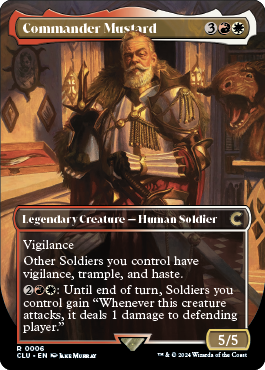 Commander Mustard
3
Legendary Creature — Human Soldier
C
Vigilance
Other Soldiers you control have
vigilance, trample, and haste.
2 : Until end of turn, Soldiers you
control gain “Whenever this creature
attacks, it deals 1 damage to defending
player.”
5/5
R 0006
CLU • EN Jake Murray
™ & © 2024 Wizards of the Coast